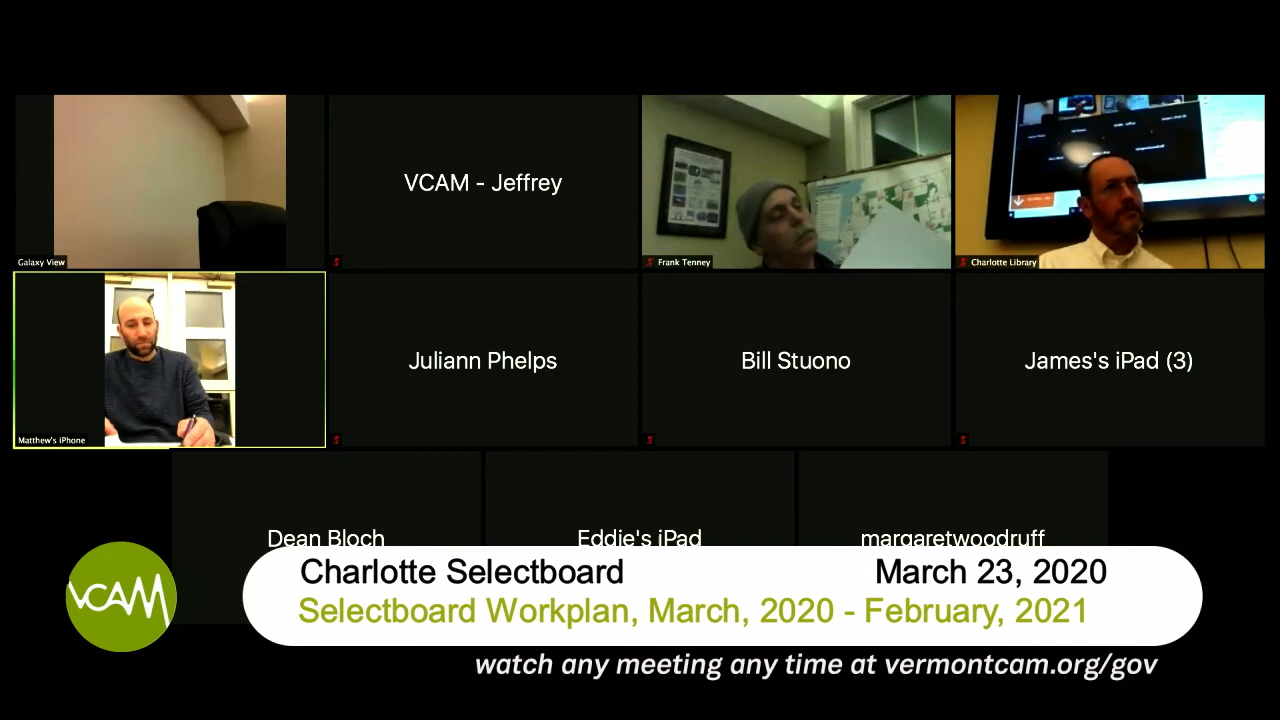 VCAM - Jeffrey
Galaxy View
Frank Tenney
Charlotte Library
Juliann Phelps
Bill Stuono
James's iPad (3)
Matthew's iPhone
Dean Bloch
Eddie's iPad
margaretwoodruff
VCAM
Charlotte Selectboard
March 23, 2020
Selectboard Workplan, March, 2020 - February, 2021
watch any meeting any time at vermontcam.org/gov